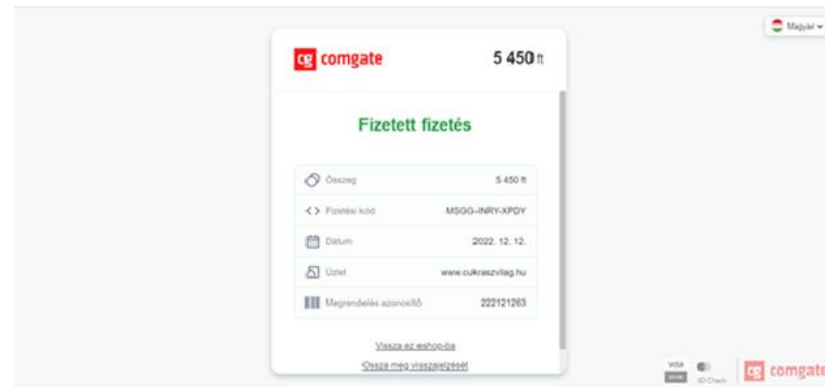 Magyar
cg comgate 5 450 ft
Fizetett fizetés
Összeg 5 450 ft
Fizetési kód MSGG-INRY-XPDY
Dátum 2022. 12. 12.
Üzlet www.cukraszvilag.hu
Megrendelés azonosító 222121263
Vissza az eshop-ba
Ossza meg visszajelzését
VISA
ID Check
cg comgate